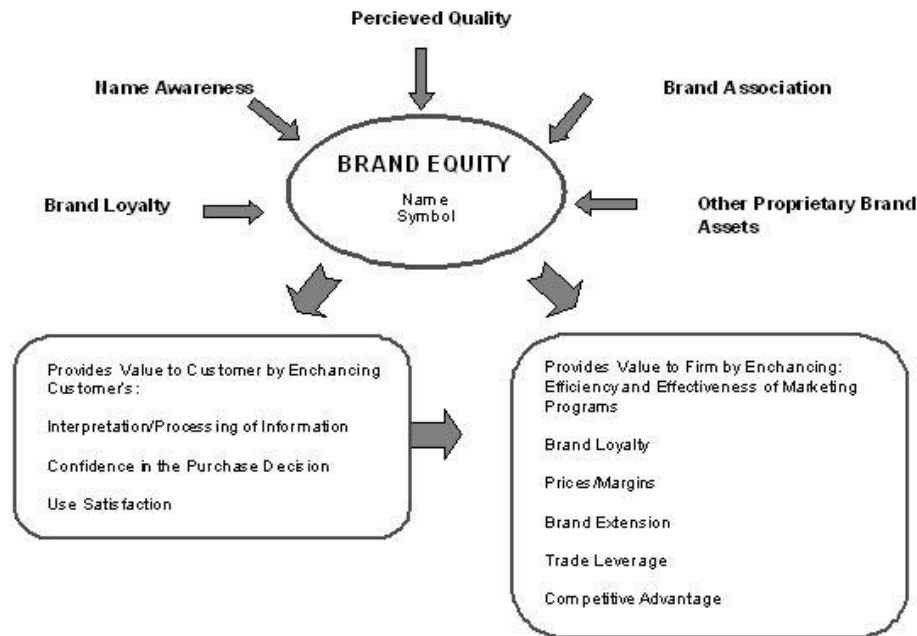 Percieved Quality
Name Awareness
Brand Association
BRAND EQUITY
Name
Symbol
Brand Loyalty
Other Proprietary Brand
Assets
Provides Value to Customer by Enchancing
Customer's:
Interpretation/Processing of Information
Confidence in the Purchase Decision
Use Satisfaction
Provides Value to Firm by Enchancing:
Efficiency and Effectiveness of Marketing
Programs
Brand Loyalty
Prices/Margins
Brand Extension
Trade Leverage
Competitive Advantage